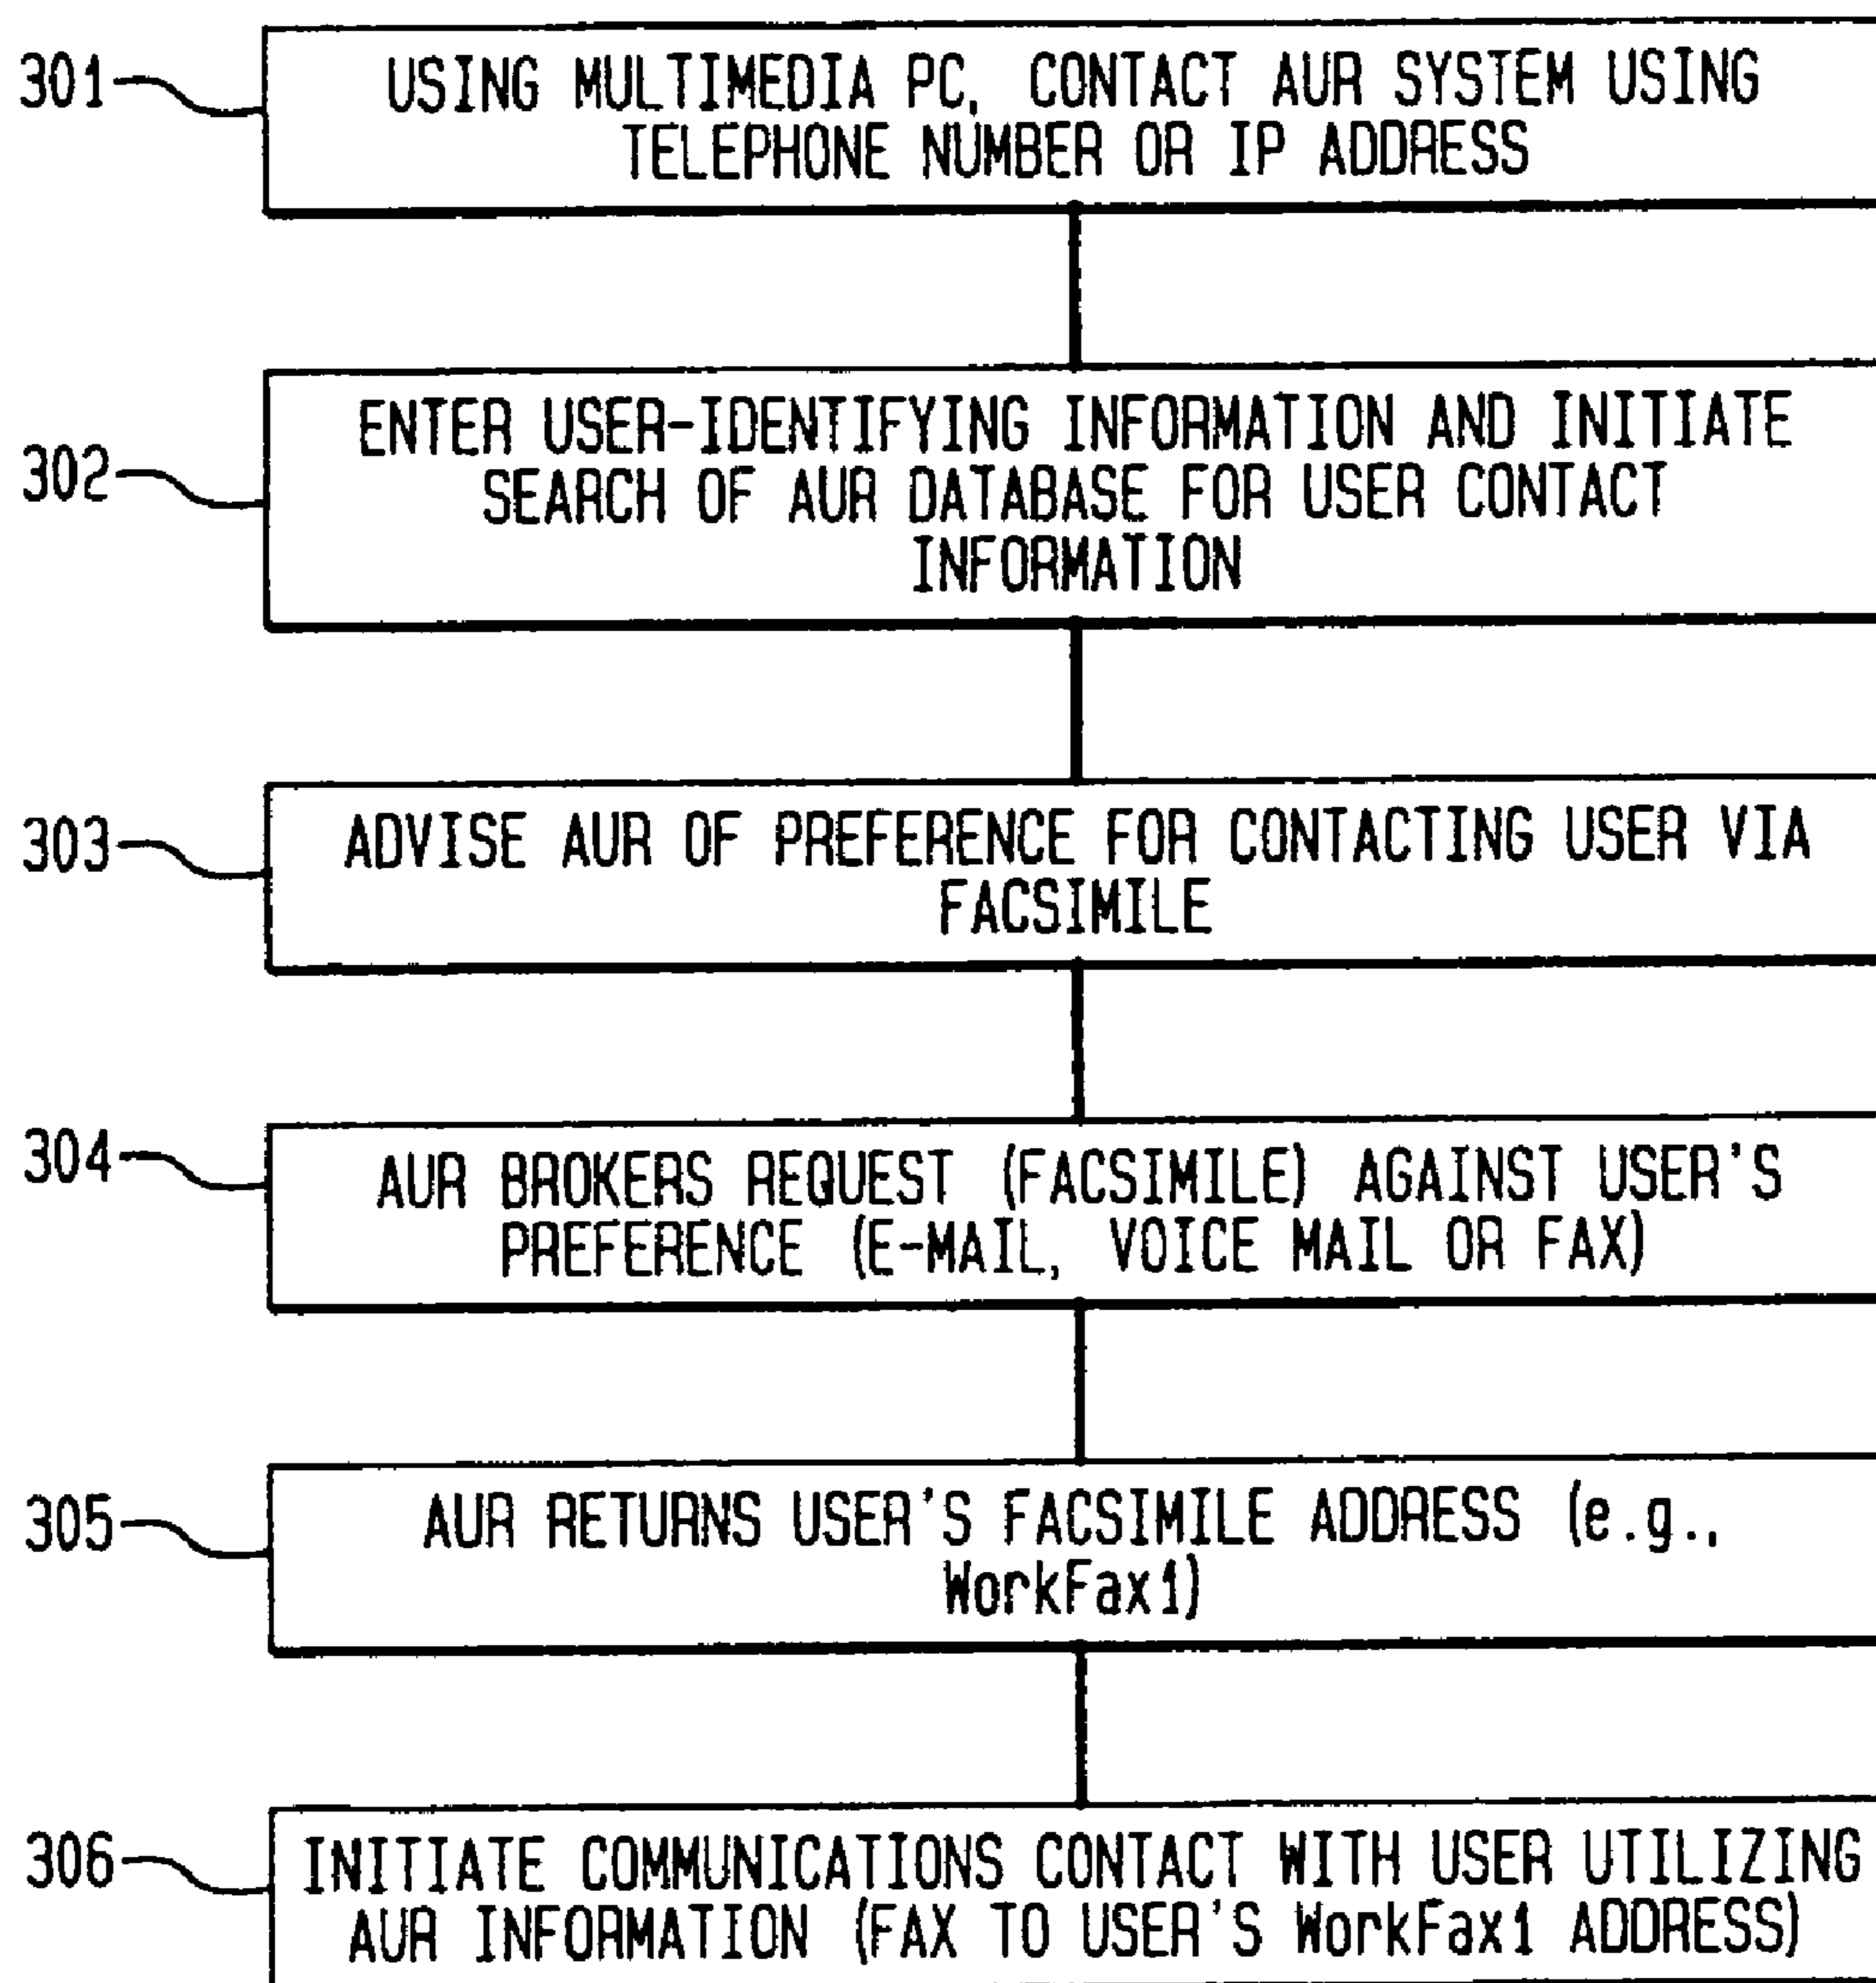 301
USING MULTIMEDIA PC, CONTACT AUR SYSTEM USING
TELEPHONE NUMBER OR IP ADDRESS
302
ENTER USER-IDENTIFYING INFORMATION AND INITIATE
SEARCH OF AUR DATABASE FOR USER CONTACT
INFORMATION
303
ADVISE AUR OF PREFERENCE FOR CONTACTING USER VIA
FACSIMILE
304
AUR BROKERS REQUEST (FACSIMILE) AGAINST USER'S
PREFERENCE (E-MAIL, VOICE MAIL OR FAX)
305
AUR RETURNS USER'S FACSIMILE ADDRESS (e.g.,
WorkFax1)
306
INITIATE COMMUNICATIONS CONTACT WITH USER UTILIZING
AUR INFORMATION (FAX TO USER'S WorkFax1 ADDRESS)